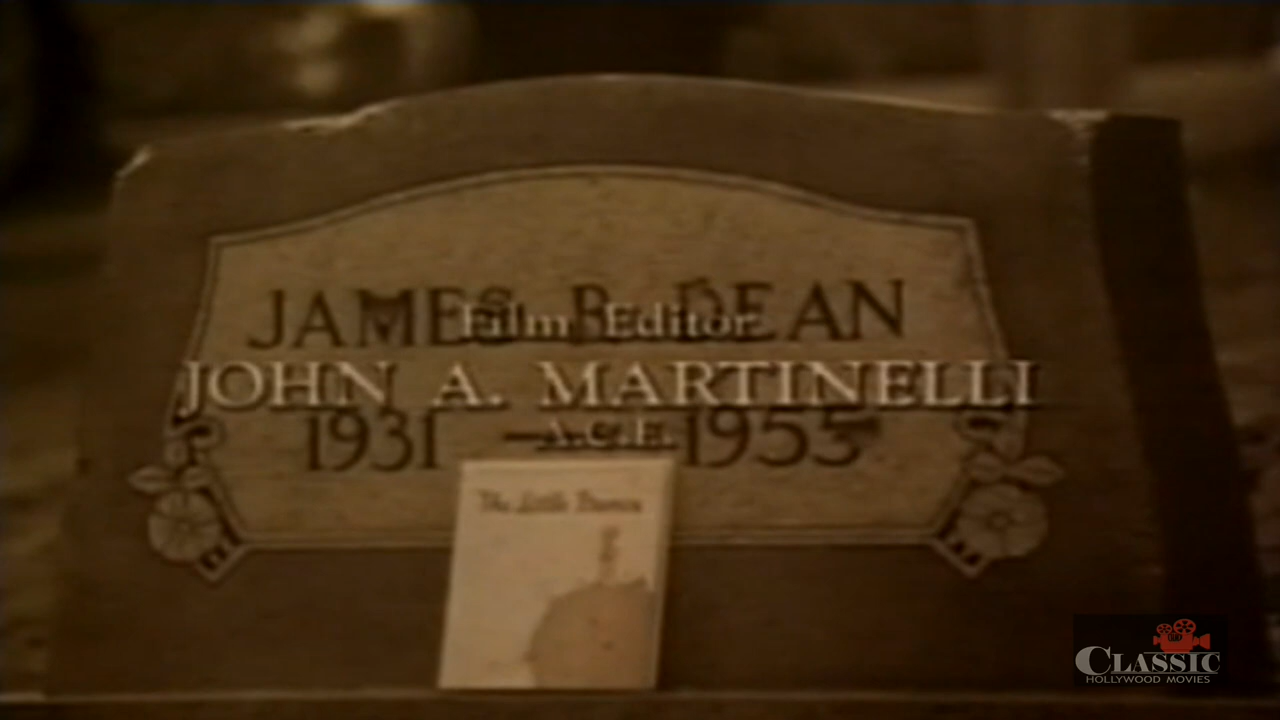 JAMES B. DEAN
Film Editor
JOHN A. MARTINELLI
1931 — 1955
A.C.E.
The Little Prince
CLASSIC
HOLLYWOOD MOVIES